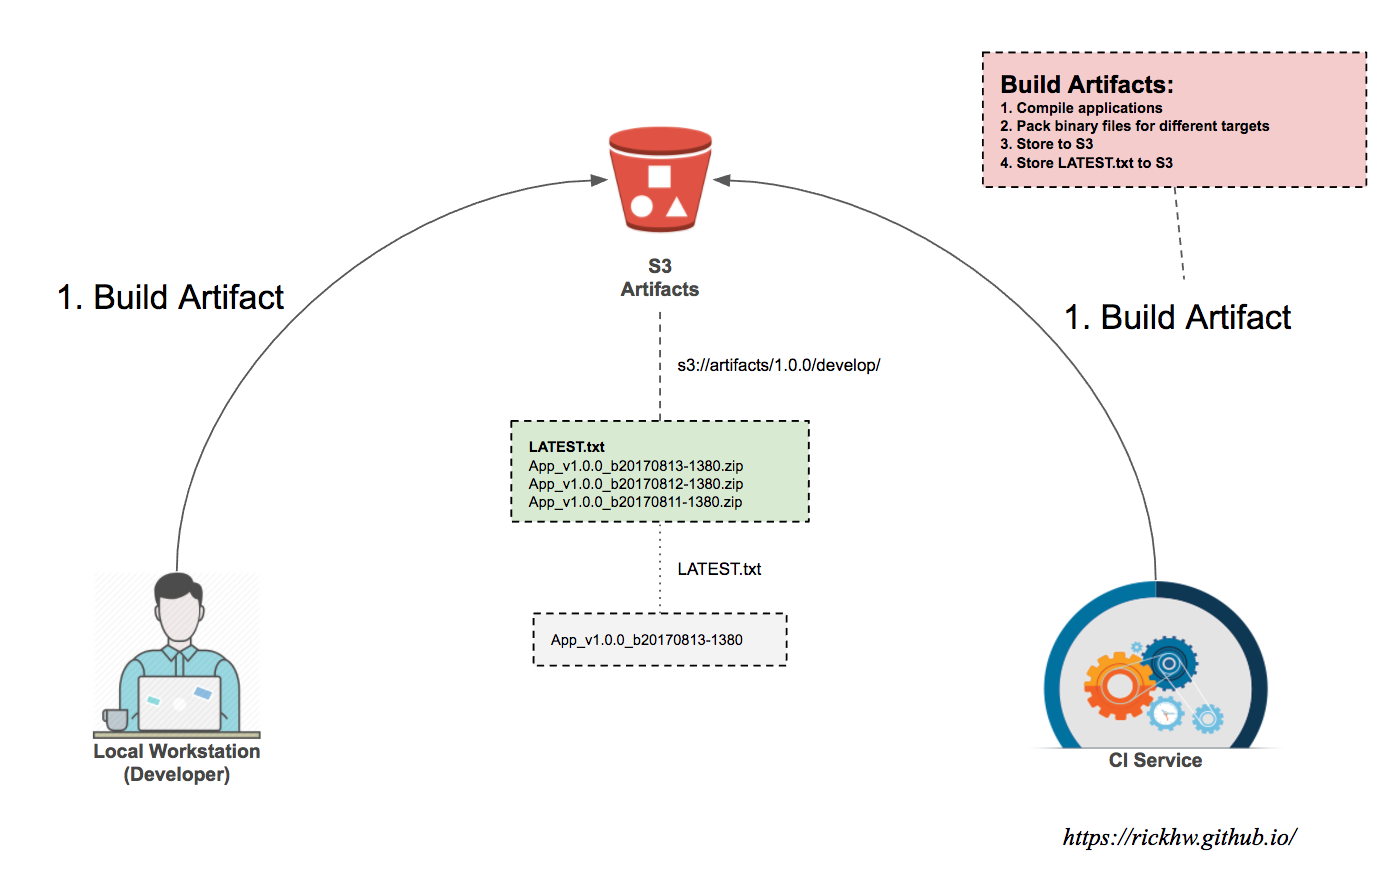 Build Artifacts:
1. Compile applications
2. Pack binary files for different targets
3. Store to S3
4. Store LATEST.txt to S3
S3
Artifacts
1. Build Artifact
1. Build Artifact
s3://artifacts/1.0.0/develop/
LATEST.txt
App_v1.0.0_b20170813-1380.zip
App_v1.0.0_b20170812-1380.zip
App_v1.0.0_b20170811-1380.zip
LATEST.txt
App_v1.0.0_b20170813-1380
Local Workstation
(Developer)
CI Service
https://rickhw.github.io/